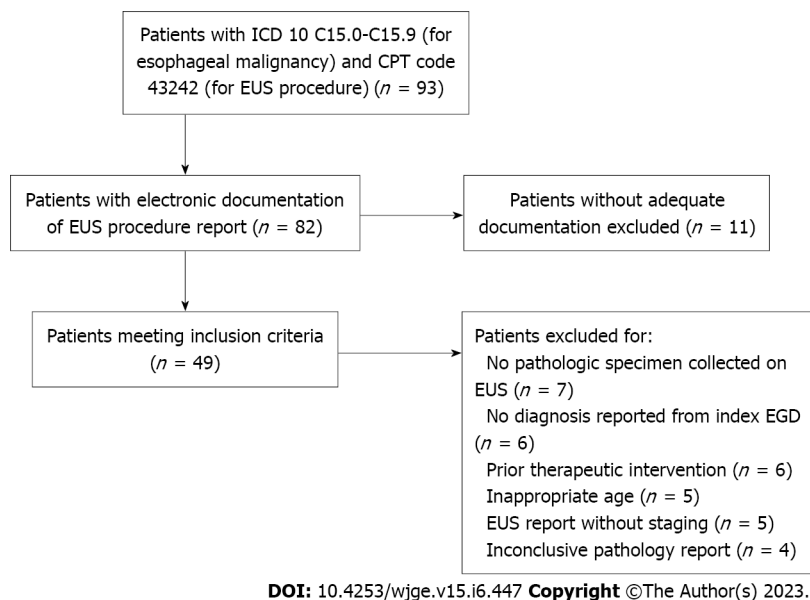 Patients with ICD 10 C15.0-C15.9 (for
esophageal malignancy) and CPT code
43242 (for EUS procedure) (n = 93)
Patients with electronic documentation
of EUS procedure report (n = 82)
Patients without adequate
documentation excluded (n = 11)
Patients meeting inclusion criteria
(n = 49)
Patients excluded for:
No pathologic specimen collected on
EUS (n = 7)
No diagnosis reported from index EGD
(n = 6)
Prior therapeutic intervention (n = 6)
Inappropriate age (n = 5)
EUS report without staging (n = 5)
Inconclusive pathology report (n = 4)
DOI: 10.4253/wjge.v15.i6.447 Copyright ©The Author(s) 2023.